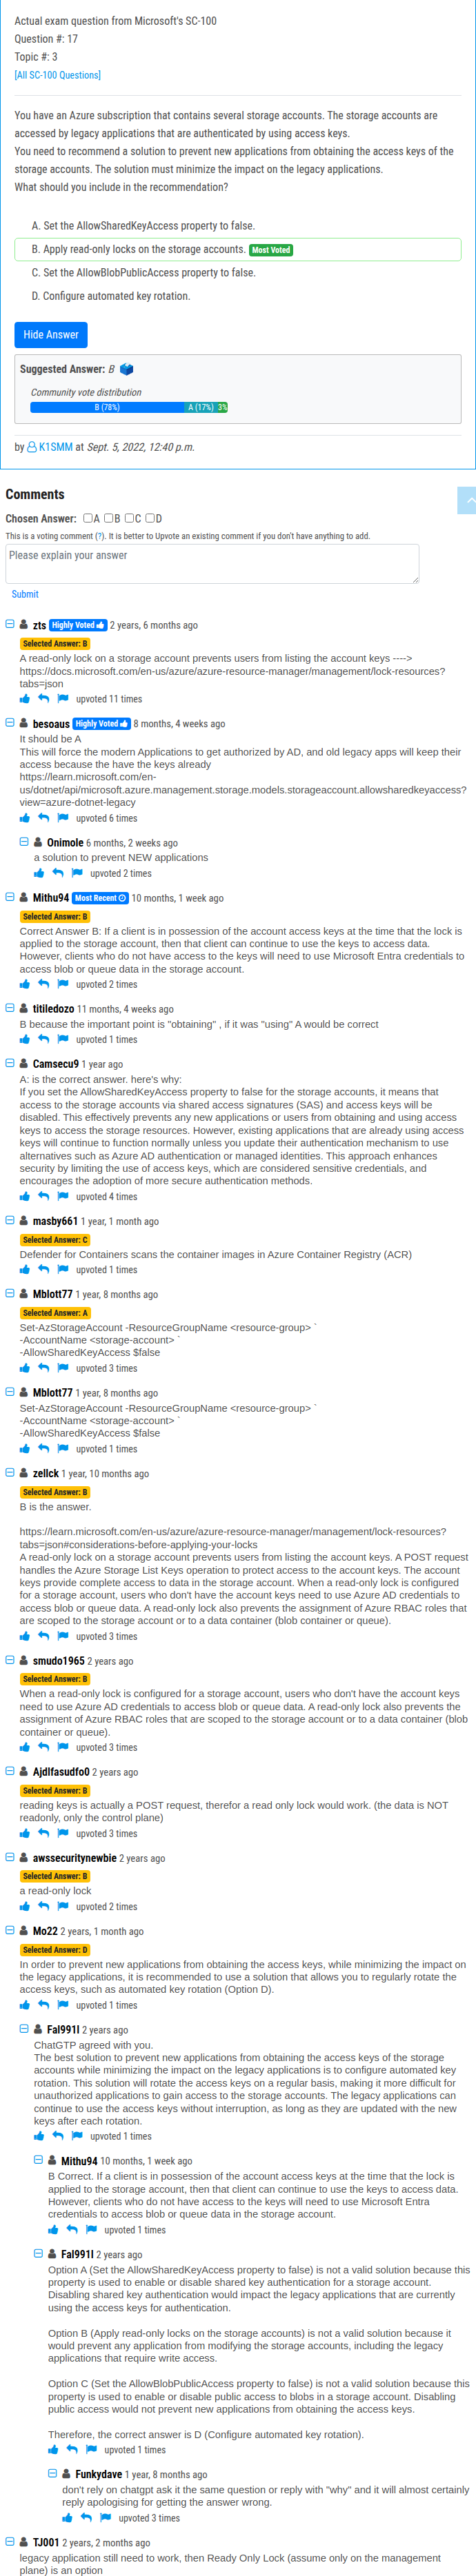 Actual exam question from Microsoft's SC-100
Question #: 17
Topic #: 3
[All SC-100 Questions]
You have an Azure subscription that contains several storage accounts. The storage accounts are
accessed by legacy applications that are authenticated by using access keys.
You need to recommend a solution to prevent new applications from obtaining the access keys of the
storage accounts. The solution must minimize the impact on the legacy applications.
What should you include in the recommendation?
A. Set the AllowSharedKeyAccess property to false.
B. Apply read-only locks on the storage accounts. Most Voted
C. Set the AllowBlobPublicAccess property to false.
D. Configure automated key rotation.
Hide Answer
Suggested Answer: B
Community vote distribution
B (78%) A (17%) 3%
by K1SMM at Sept. 5, 2022, 12:40 p.m.
Comments
Chosen Answer: A B C D
This is a voting comment (?). It is better to Upvote an existing comment if you don't have anything to add.
Please explain your answer
Submit
zts Highly Voted 2 years, 6 months ago
Selected Answer: B
A read-only lock on a storage account prevents users from listing the account keys ---->
https://docs.microsoft.com/en-us/azure/azure-resource-manager/management/lock-resources?
tabs=json
upvoted 11 times
besoaus Highly Voted 8 months, 4 weeks ago
It should be A
This will force the modern Applications to get authorized by AD, and old legacy apps will keep their
access because the have the keys already
https://learn.microsoft.com/en-
us/dotnet/api/microsoft.azure.management.storage.models.storageaccount.allowsharedkeyaccess?
view=azure-dotnet-legacy
upvoted 6 times
Onimole 6 months, 2 weeks ago
a solution to prevent NEW applications
upvoted 2 times
Mithu94 Most Recent 10 months, 1 week ago
Selected Answer: B
Correct Answer B: If a client is in possession of the account access keys at the time that the lock is
applied to the storage account, then that client can continue to use the keys to access data.
However, clients who do not have access to the keys will need to use Microsoft Entra credentials to
access blob or queue data in the storage account.
upvoted 2 times
titiledozo 11 months, 4 weeks ago
B because the important point is "obtaining" , if it was "using" A would be correct
upvoted 1 times
Camsecu9 1 year ago
A: is the correct answer. here's why:
If you set the AllowSharedKeyAccess property to false for the storage accounts, it means that
access to the storage accounts via shared access signatures (SAS) and access keys will be
disabled. This effectively prevents any new applications or users from obtaining and using access
keys to access the storage resources. However, existing applications that are already using access
keys will continue to function normally unless you update their authentication mechanism to use
alternatives such as Azure AD authentication or managed identities. This approach enhances
security by limiting the use of access keys, which are considered sensitive credentials, and
encourages the adoption of more secure authentication methods.
upvoted 4 times
masby661 1 year, 1 month ago
Selected Answer: C
Defender for Containers scans the container images in Azure Container Registry (ACR)
upvoted 1 times
Mblott77 1 year, 8 months ago
Selected Answer: A
Set-AzStorageAccount -ResourceGroupName <resource-group> `
-AccountName <storage-account> `
-AllowSharedKeyAccess $false
upvoted 3 times
Mblott77 1 year, 8 months ago
Set-AzStorageAccount -ResourceGroupName <resource-group> `
-AccountName <storage-account> `
-AllowSharedKeyAccess $false
upvoted 1 times
zellck 1 year, 10 months ago
Selected Answer: B
B is the answer.
https://learn.microsoft.com/en-us/azure/azure-resource-manager/management/lock-resources?
tabs=json#considerations-before-applying-your-locks
A read-only lock on a storage account prevents users from listing the account keys. A POST request
handles the Azure Storage List Keys operation to protect access to the account keys. The account
keys provide complete access to data in the storage account. When a read-only lock is configured
for a storage account, users who don't have the account keys need to use Azure AD credentials to
access blob or queue data. A read-only lock also prevents the assignment of Azure RBAC roles that
are scoped to the storage account or to a data container (blob container or queue).
upvoted 3 times
smudo1965 2 years ago
Selected Answer: B
When a read-only lock is configured for a storage account, users who don't have the account keys
need to use Azure AD credentials to access blob or queue data. A read-only lock also prevents the
assignment of Azure RBAC roles that are scoped to the storage account or to a data container (blob
container or queue).
upvoted 3 times
Ajdlfasudfo0 2 years ago
Selected Answer: B
reading keys is actually a POST request, therefor a read only lock would work. (the data is NOT
readonly, only the control plane)
upvoted 3 times
awssecuritynewbie 2 years ago
Selected Answer: B
a read-only lock
upvoted 2 times
Mo22 2 years, 1 month ago
Selected Answer: D
In order to prevent new applications from obtaining the access keys, while minimizing the impact on
the legacy applications, it is recommended to use a solution that allows you to regularly rotate the
access keys, such as automated key rotation (Option D).
upvoted 1 times
Fal991l 2 years ago
ChatGTP agreed with you.
The best solution to prevent new applications from obtaining the access keys of the storage
accounts while minimizing the impact on the legacy applications is to configure automated key
rotation. This solution will rotate the access keys on a regular basis, making it more difficult for
unauthorized applications to gain access to the storage accounts. The legacy applications can
continue to use the access keys without interruption, as long as they are updated with the new
keys after each rotation.
upvoted 1 times
Mithu94 10 months, 1 week ago
B Correct. If a client is in possession of the account access keys at the time that the lock is
applied to the storage account, then that client can continue to use the keys to access data.
However, clients who do not have access to the keys will need to use Microsoft Entra
credentials to access blob or queue data in the storage account.
upvoted 1 times
Fal991l 2 years ago
Option A (Set the AllowSharedKeyAccess property to false) is not a valid solution because this
property is used to enable or disable shared key authentication for a storage account.
Disabling shared key authentication would impact the legacy applications that are currently
using the access keys for authentication.
Option B (Apply read-only locks on the storage accounts) is not a valid solution because it
would prevent any application from modifying the storage accounts, including the legacy
applications that require write access.
Option C (Set the AllowBlobPublicAccess property to false) is not a valid solution because this
property is used to enable or disable public access to blobs in a storage account. Disabling
public access would not prevent new applications from obtaining the access keys.
Therefore, the correct answer is D (Configure automated key rotation).
upvoted 1 times
Funkydave 1 year, 8 months ago
don't rely on chatgpt ask it the same question or reply with "why" and it will almost certainly
reply apologising for getting the answer wrong.
upvoted 3 times
TJ001 2 years, 2 months ago
legacy application still need to work, then Ready Only Lock (assume only on the management
plane) is an option